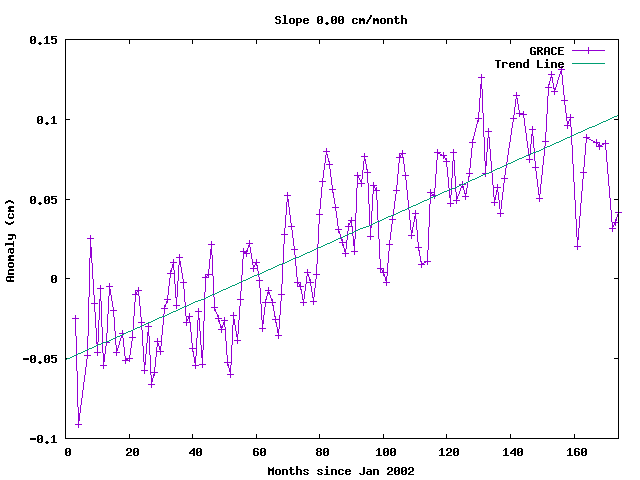 Slope 0.00 cm/month
GRACE
Trend Line
0.15
0.1
0.05
0
-0.05
-0.1
Anomaly (cm)
0 20 40 60 80 100 120 140 160
Months since Jan 2002